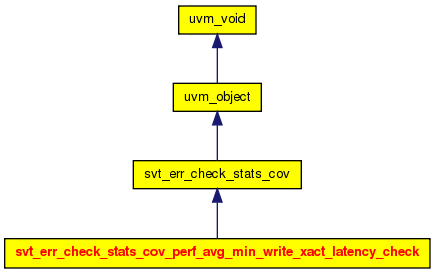 uvm_void
uvm_object
svt_err_check_stats_cov
svt_err_check_stats_cov_perf_avg_min_write_xact_latency_check